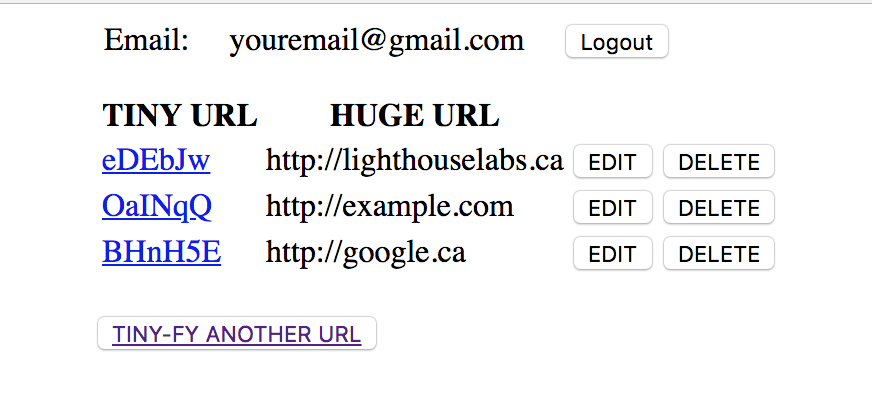 Email: youremail@gmail.com Logout
TINY URL HUGE URL
eDEbJw http://lighthouselabs.ca EDIT DELETE
OaINqQ http://example.com EDIT DELETE
BHnH5E http://google.ca EDIT DELETE
TINY-FY ANOTHER URL